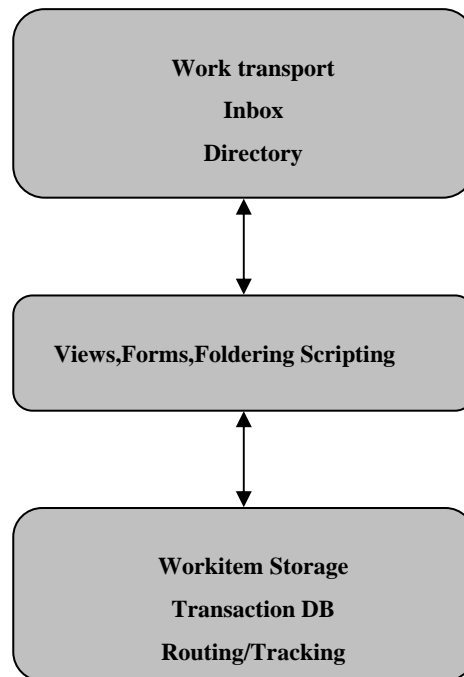 Work transport
Inbox
Directory
Views,Forms,Foldering Scripting
Workitem Storage
Transaction DB
Routing/Tracking